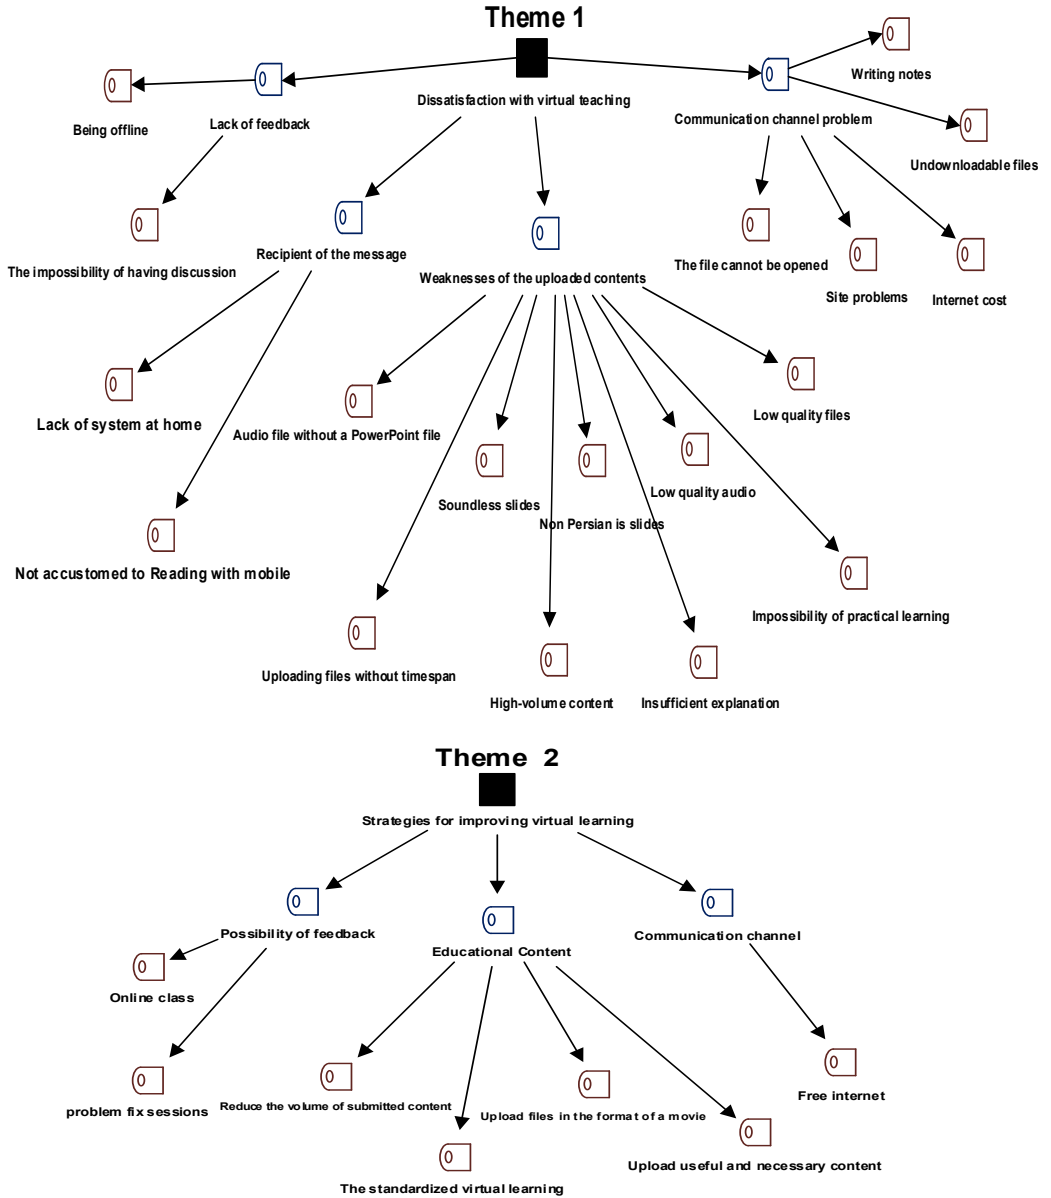 Theme 1
Writing notes
Dissatisfaction with virtual teaching
Communication channel problem
Lack of feedback
Being offline
Undownloadable files
Recipient of the message
The impossibility of having discussion
Weaknesses of the uploaded contents
The file cannot be opened
Site problems
Internet cost
Lack of system at home
Audio file without a PowerPoint file
Low quality files
Soundless slides
Low quality audio
Non Persian is slides
Not accustomed to Reading with mobile
Impossibility of practical learning
Uploading files without timespan
High-volume content
Insufficient explanation
Theme 2
Strategies for improving virtual learning
Possibility of feedback
Educational Content
Communication channel
Online class
problem fix sessions
Reduce the volume of submitted content
Upload files in the format of a movie
Free internet
Upload useful and necessary content
The standardized virtual learning